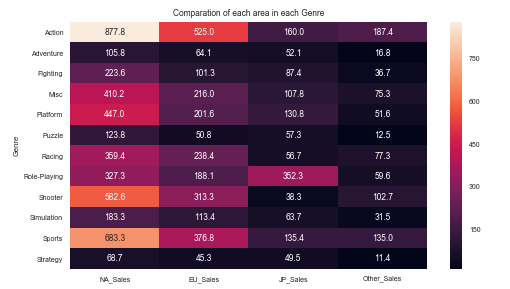 Comparation of each area in each Genre
Genre
Action 877.8 525.0 160.0 187.4
Adventure 105.8 64.1 52.1 16.8
Fighting 223.6 101.3 87.4 36.7
Misc 410.2 216.0 107.8 75.3
Platform 447.0 201.6 130.8 51.6
Puzzle 123.8 50.8 57.3 12.5
Racing 359.4 238.4 56.7 77.3
Role-Playing 327.3 188.1 352.3 59.6
Shooter 582.6 313.3 38.3 102.7
Simulation 183.3 113.4 63.7 31.5
Sports 683.3 376.8 135.4 135.0
Strategy 68.7 45.3 49.5 11.4
NA_Sales EU_Sales JP_Sales Other_Sales
750
600
450
300
150